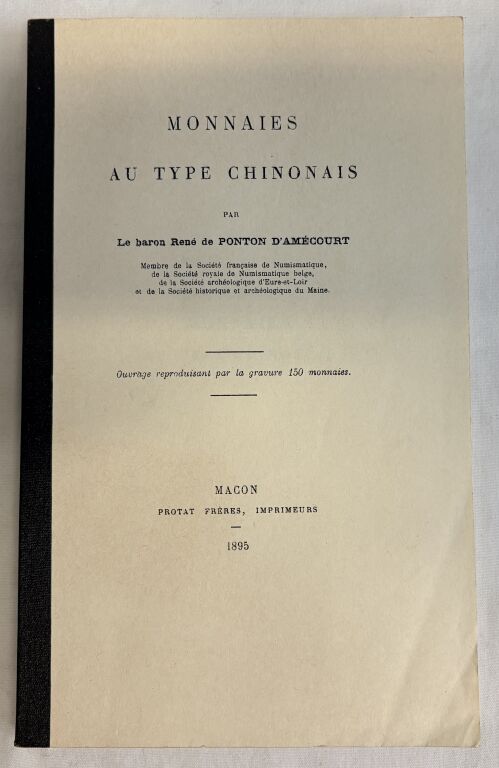 MONNAIES
AU TYPE CHINONAIS
PAR
Le baron René de PONTON D'AMÉCOURT
Membre de la Société française de Numismatique,
de la Société royale de Numismatique belge,
de la Société archéologique d'Eure-et-Loir
et de la Société historique et archéologique du Maine.
Ouvrage reproduisant par la gravure 150 monnaies.
MACON
PROTAT FRÈRES, IMPRIMEURS
1895